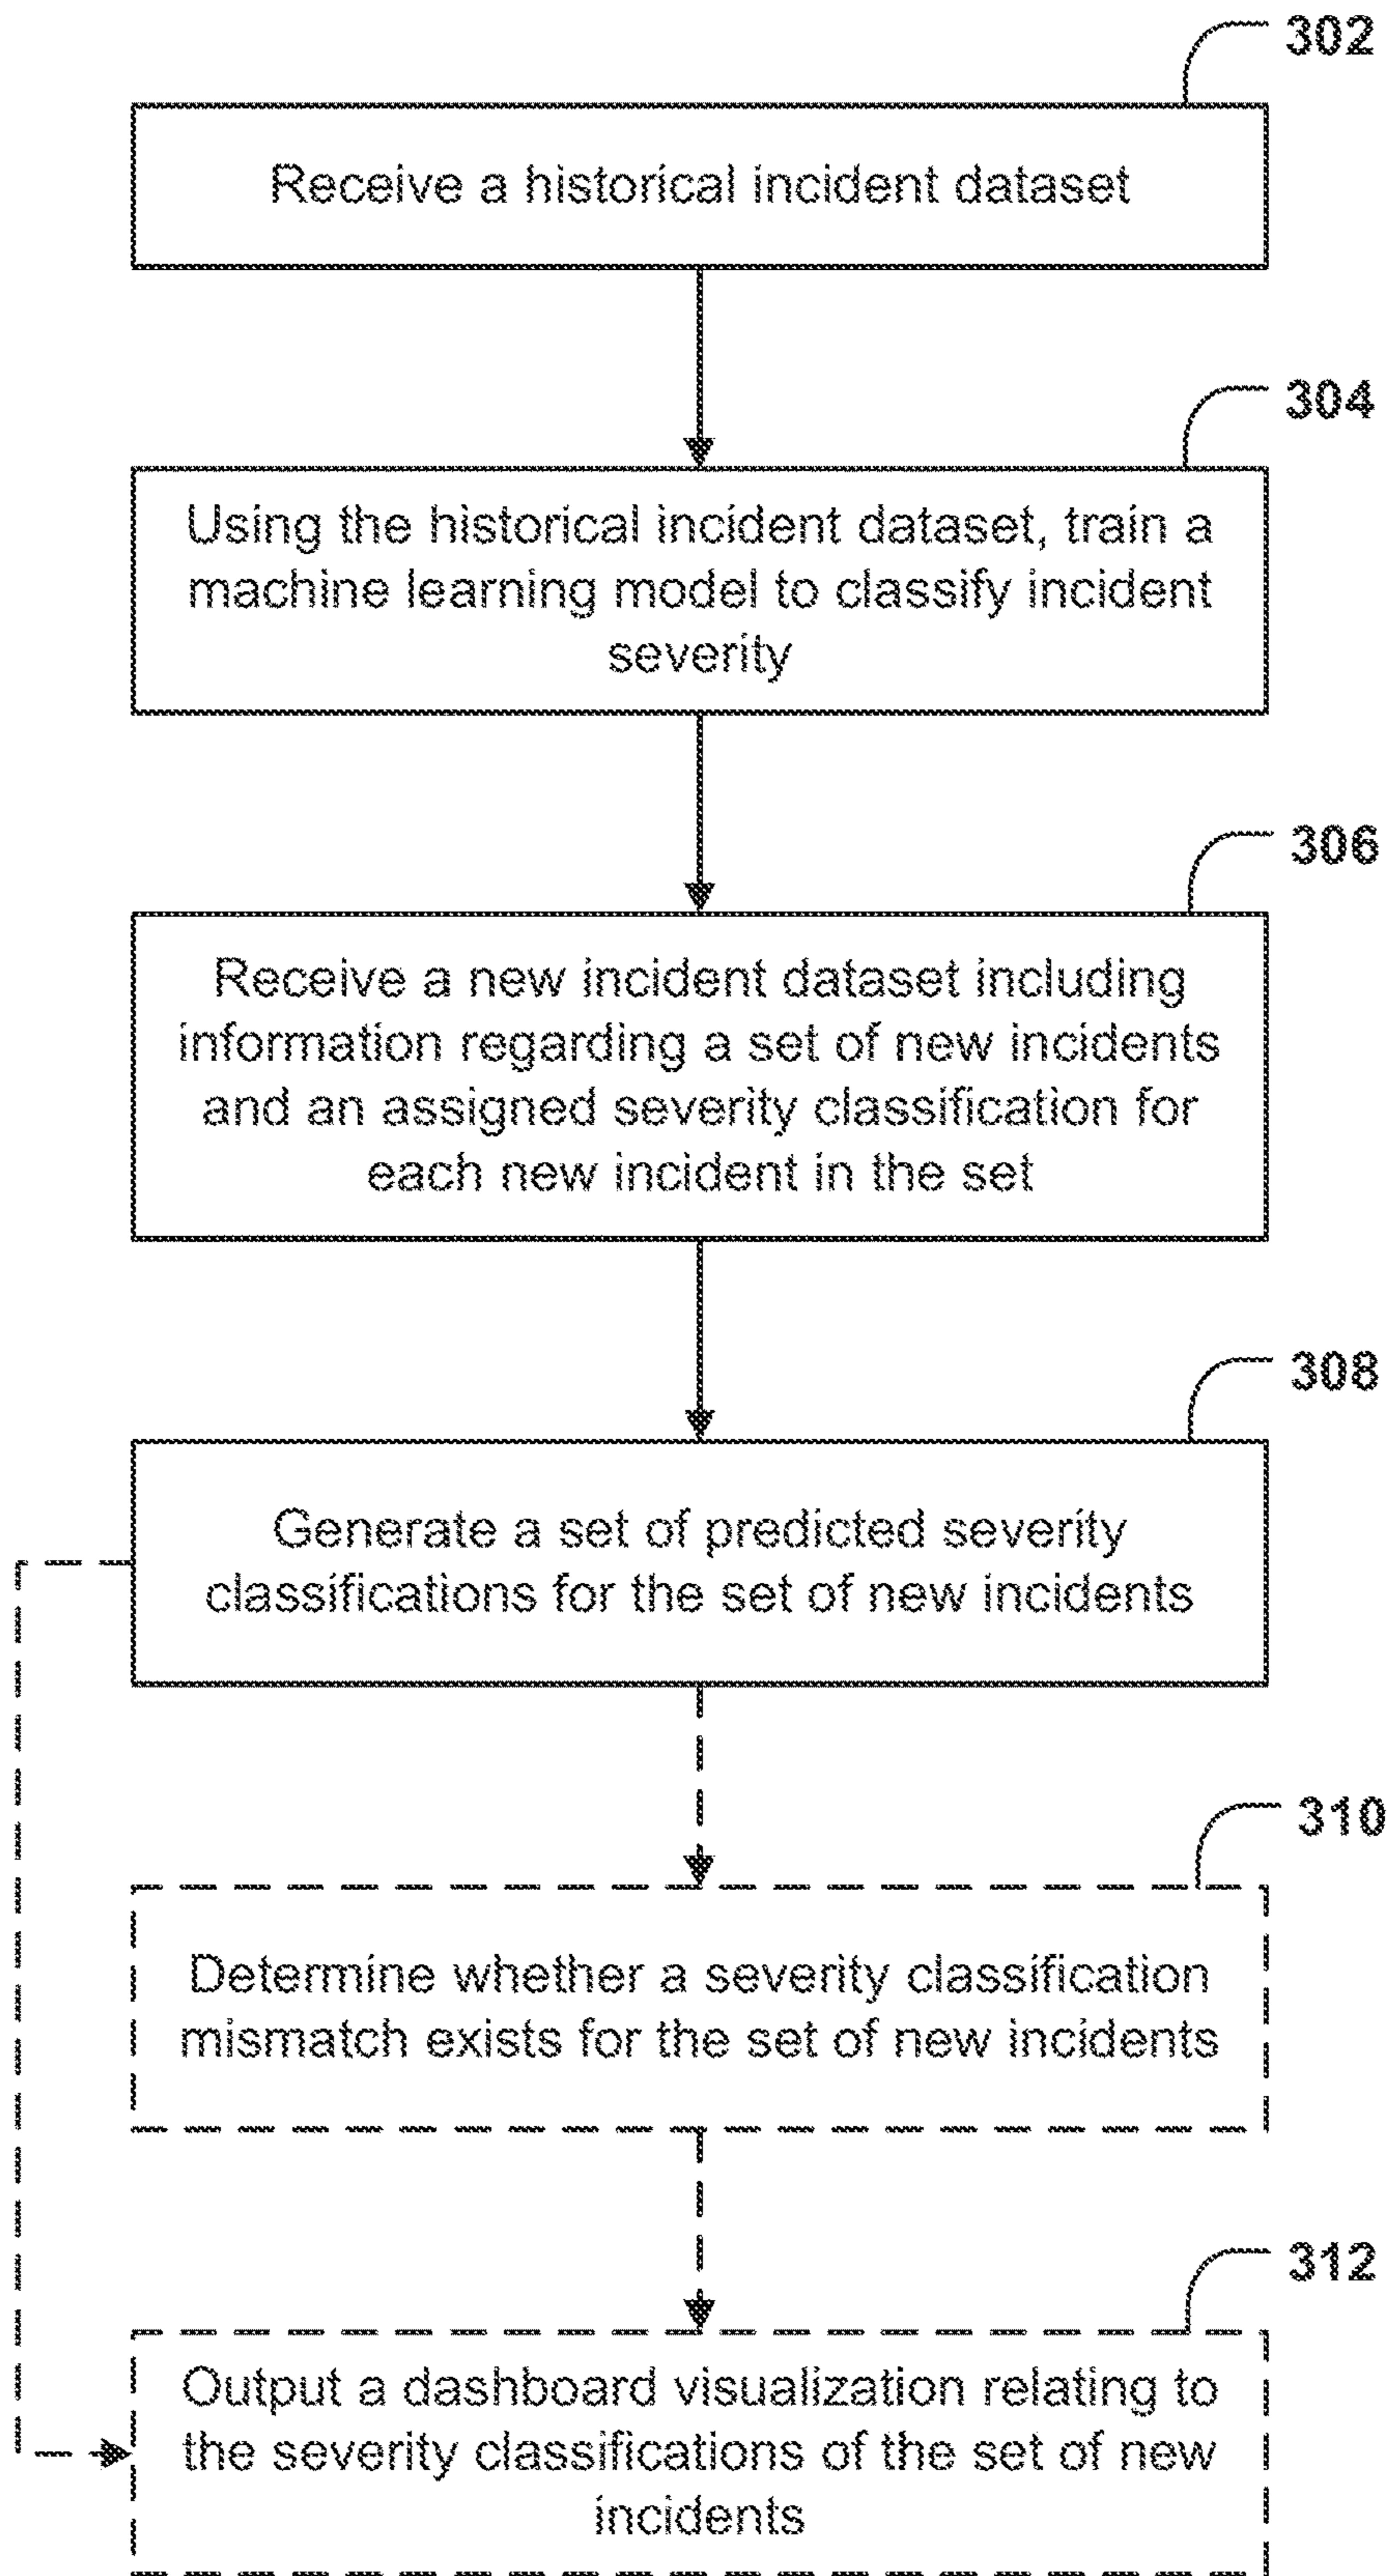 302
Receive a historical incident dataset
304
Using the historical incident dataset, train a
machine learning model to classify incident
severity
306
Receive a new incident dataset including
information regarding a set of new incidents
and an assigned severity classification for
each new incident in the set
308
Generate a set of predicted severity
classifications for the set of new incidents
310
Determine whether a severity classification
mismatch exists for the set of new incidents
312
Output a dashboard visualization relating to
the severity classifications of the set of new
incidents